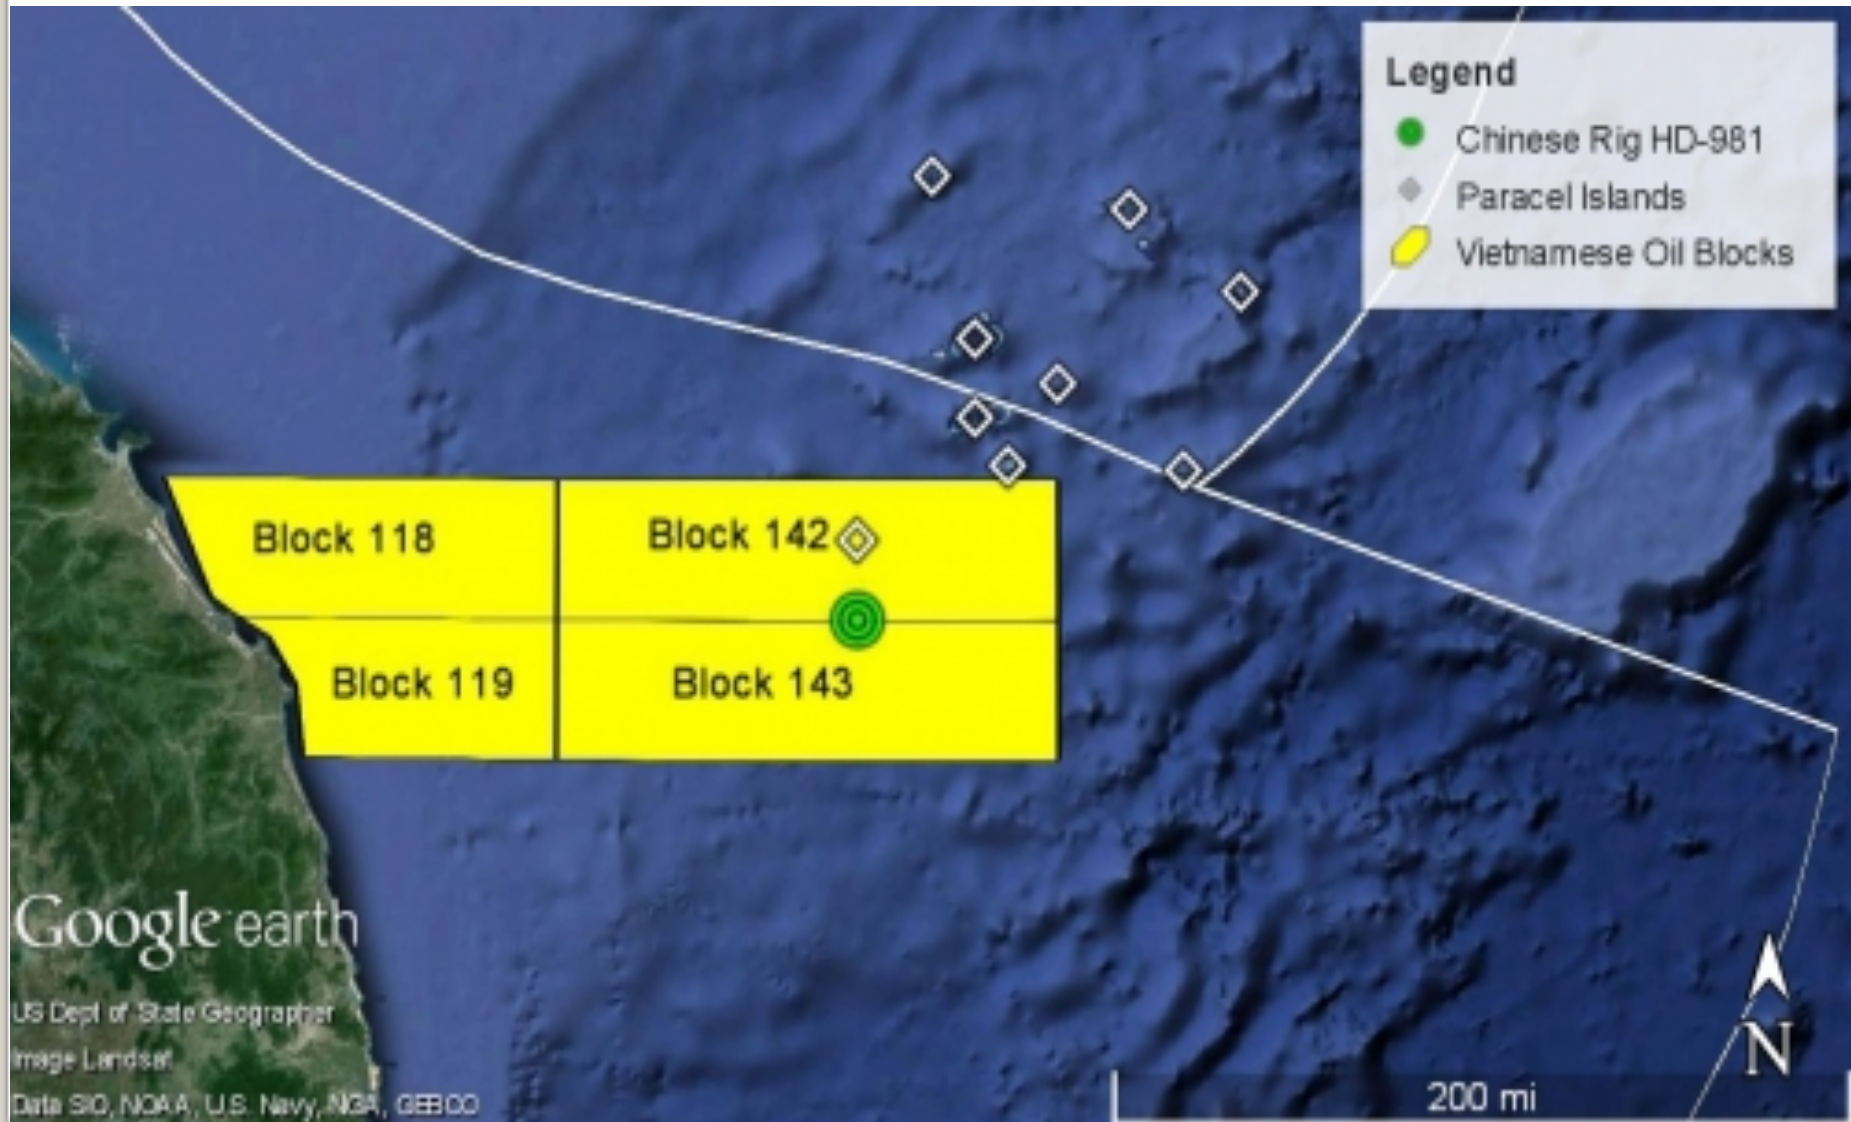 Legend
Chinese Rig HD-981
Paracel Islands
Vietnamese Oil Blocks
Block 118
Block 142
Block 119
Block 143
Google earth
US Dept of State Geographer
Image Landsat
Data SIO, NOAA, U.S. Navy, NGA, GEBCO
N
200 mi